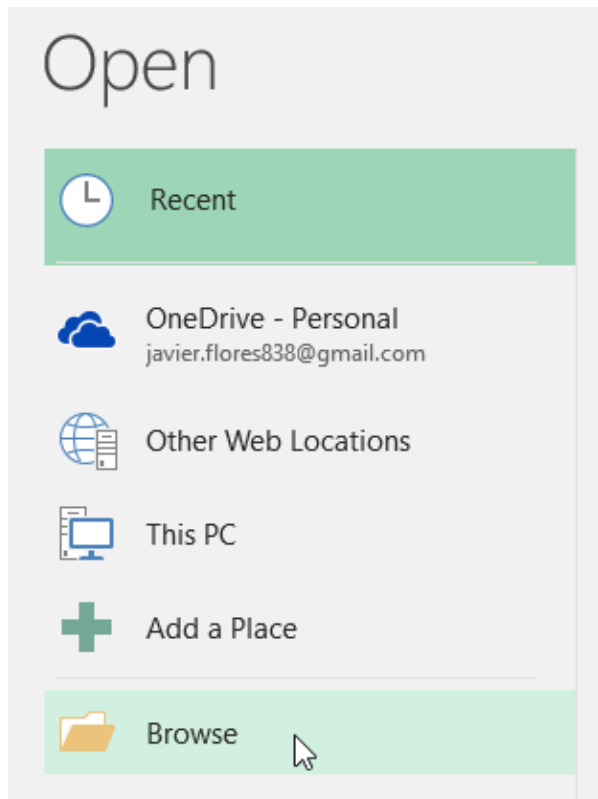 Open
Recent
OneDrive - Personal
javier.flores838@gmail.com
Other Web Locations
This PC
Add a Place
Browse